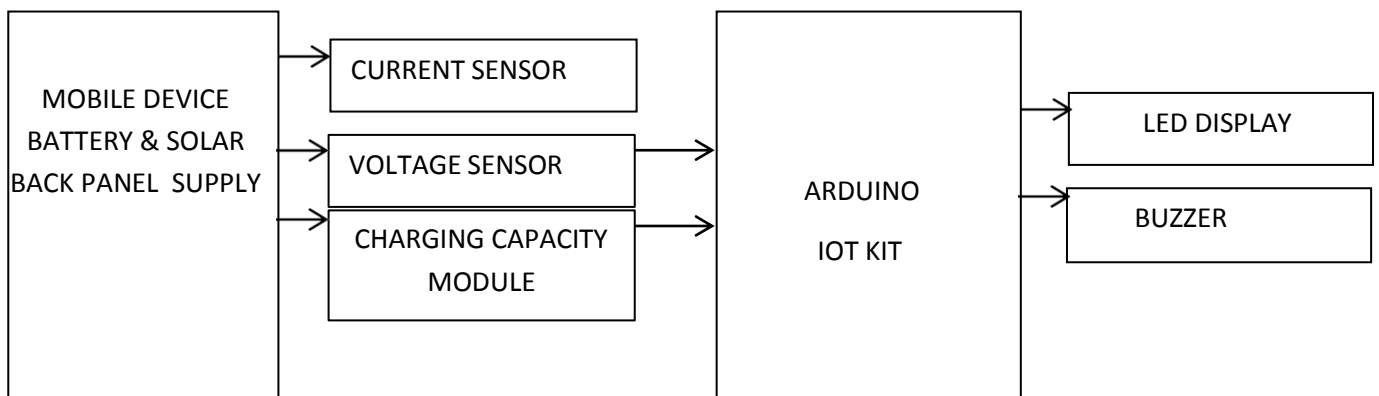 MOBILE DEVICE
BATTERY & SOLAR
BACK PANEL SUPPLY
CURRENT SENSOR
VOLTAGE SENSOR
CHARGING CAPACITY
MODULE
ARDUINO
IOT KIT
LED DISPLAY
BUZZER